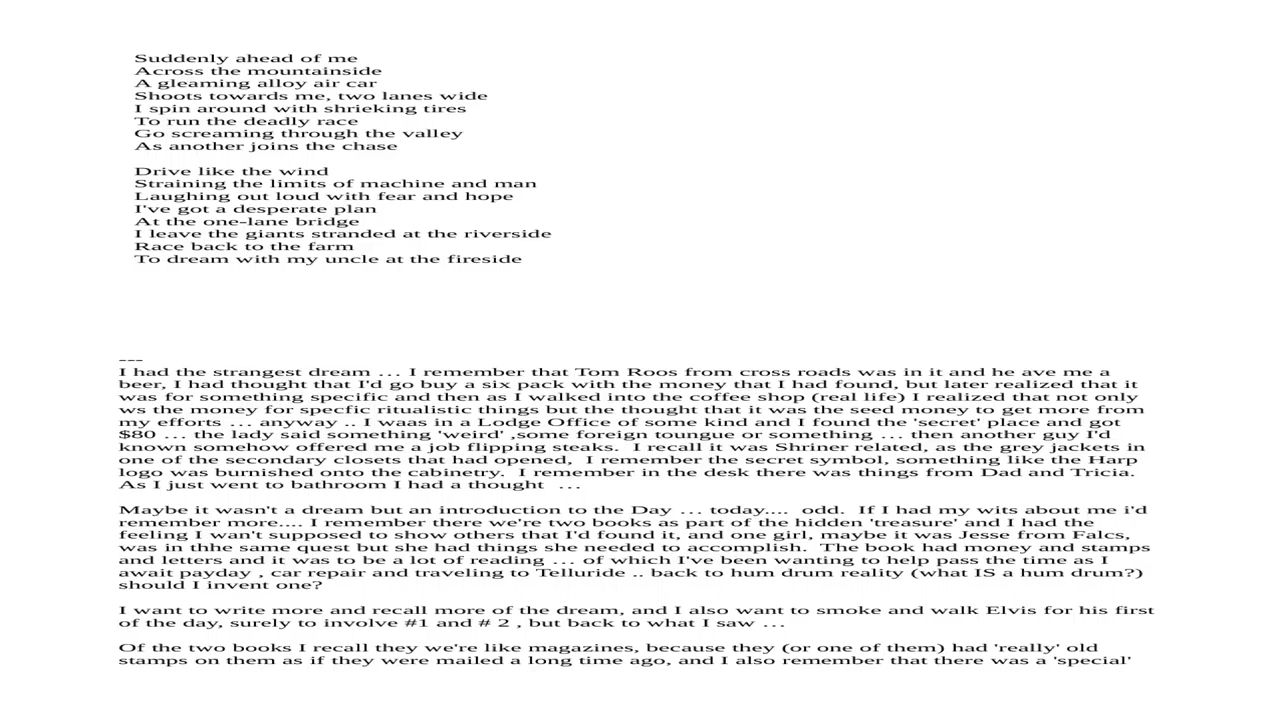 Suddenly ahead of me
Across the mountainside
A gleaming alloy air car
Shoots towards me, two lanes wide
I spin around with shrieking tires
To run the deadly race
Go screaming through the valley
As another joins the chase
Drive like the wind
Straining the limits of machine and man
Laughing out loud with fear and hope
I've got a desperate plan
At the one-lane bridge
I leave the giants stranded at the riverside
Race back to the farm
To dream with my uncle at the fireside
---
I had the strangest dream ... I remember that Tom Roos from cross roads was in it and he ave me a
beer, I had thought that I'd go buy a six pack with the money that I had found, but later realized that it
was for something specific and then as I walked into the coffee shop (real life) I realized that not only
ws the money for specfic ritualistic things but the thought that it was the seed money to get more from
my efforts ... anyway .. I waas in a Lodge Office of some kind and I found the 'secret' place and got
$80 ... the lady said something 'weird' ,some foreign toungue or something ... then another guy I'd
known somehow offered me a job flipping steaks.  I recall it was Shriner related, as the grey jackets in
one of the secondary closets that had opened,  I remember the secret symbol, something like the Harp
logo was burnished onto the cabinetry.  I remember in the desk there was things from Dad and Tricia.
As I just went to bathroom I had a thought  ...
Maybe it wasn't a dream but an introduction to the Day ... today....  odd.  If I had my wits about me i'd
remember more.... I remember there we're two books as part of the hidden 'treasure' and I had the
feeling I wan't supposed to show others that I'd found it, and one girl, maybe it was Jesse from Falcs,
was in thhe same quest but she had things she needed to accomplish.  The book had money and stamps
and letters and it was to be a lot of reading ... of which I've been wanting to help pass the time as I
await payday , car repair and traveling to Telluride .. back to hum drum reality (what IS a hum drum?)
should I invent one?
I want to write more and recall more of the dream, and I also want to smoke and walk Elvis for his first
of the day, surely to involve #1 and # 2 , but back to what I saw ...
Of the two books I recall they we're like magazines, because they (or one of them) had 'really' old
stamps on them as if they were mailed a long time ago, and I also remember that there was a 'special'